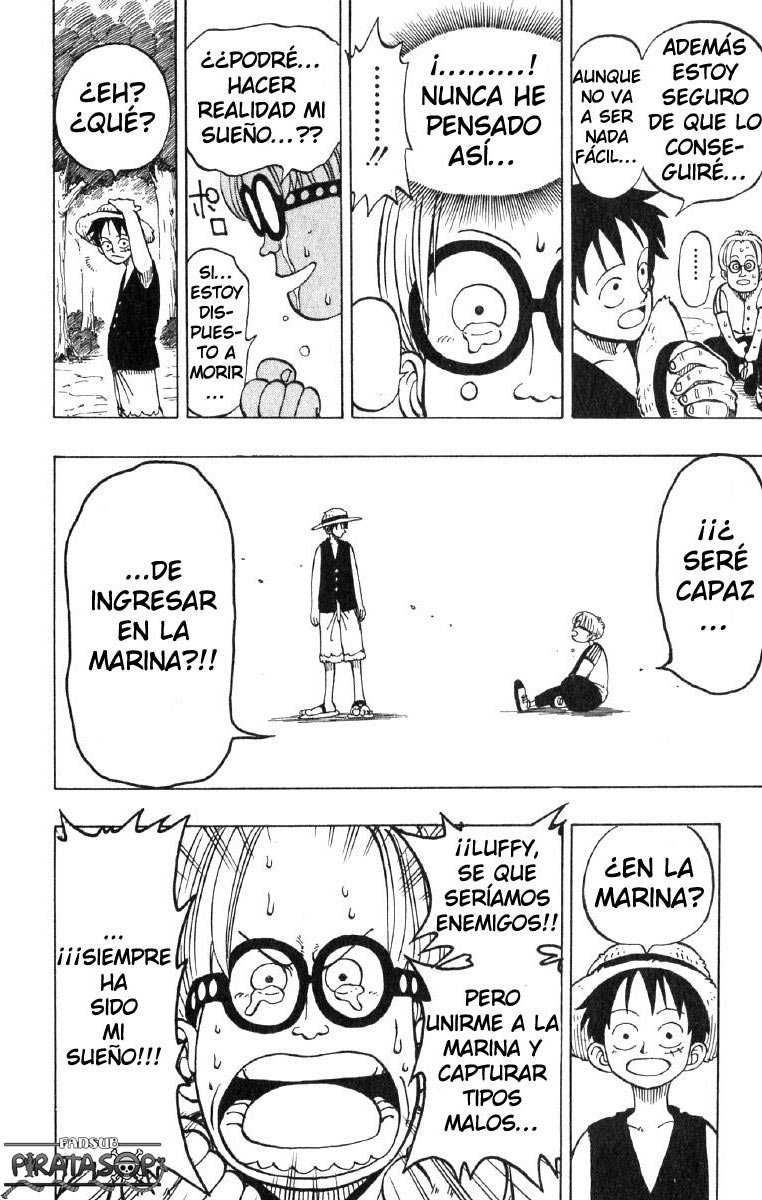 ADEMÁS
ESTOY
SEGURO
DE QUE LO
CONSE-
GUIRÉ...
AUNQUE
NO VA
A SER
NADA
FÁCIL...
......
¡.........!
NUNCA HE
PENSADO
ASÍ...
......!!
¿¿PODRÉ...
HACER
REALIDAD MI
SUEÑO...??
SI...
ESTOY
DIS-
PUES-
TO A
MORIR
...
¿EH?
¿QUÉ?
¡¡¿
SERÉ
CAPAZ
...
...DE
INGRESAR
EN LA
MARINA?!!
¿EN LA
MARINA?
¡¡LUFFY,
SE QUE
SERÍAMOS
ENEMIGOS!!
PERO
UNIRME A LA
MARINA Y
CAPTURAR
TIPOS
MALOS...
...
¡¡¡SIEMPRE
HA
SIDO
MI
SUEÑO!!!
FANSUB
PIRATASOP